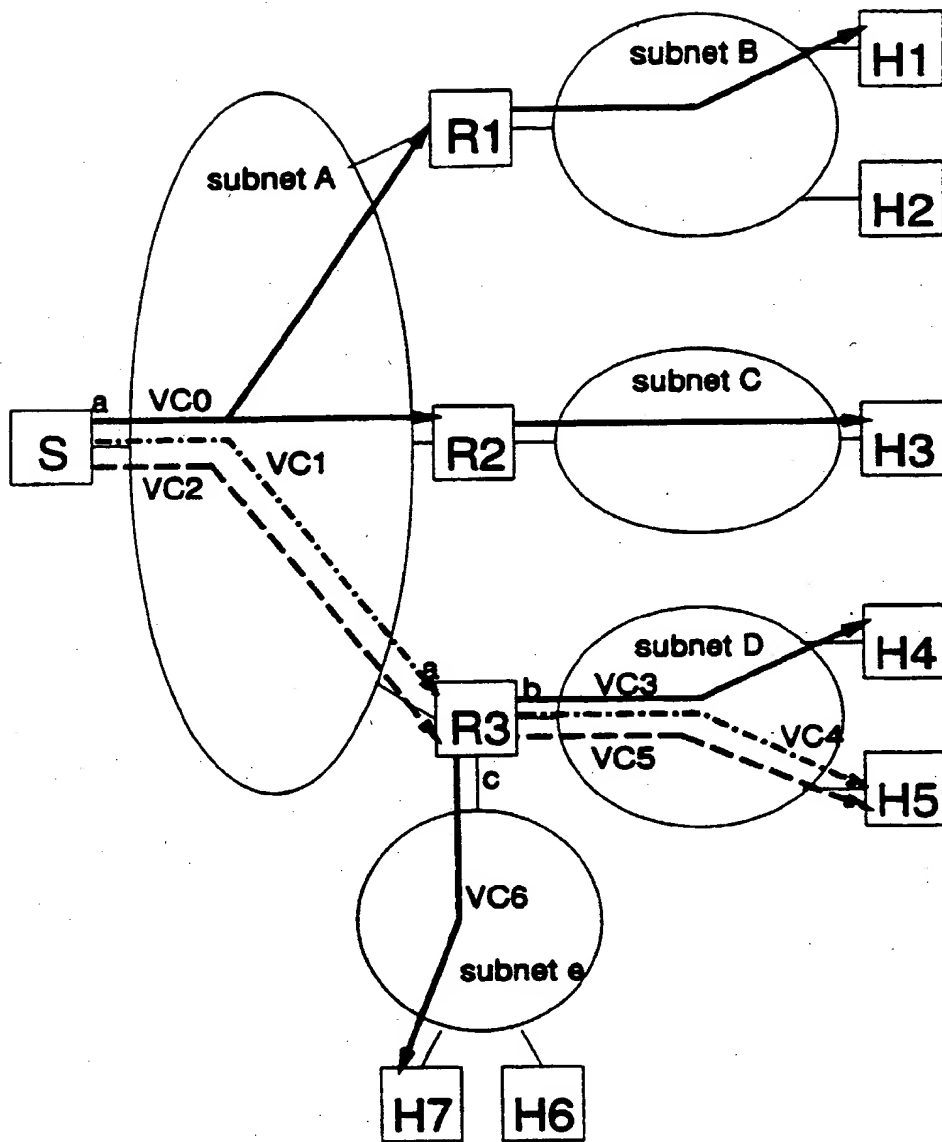 subnet B
H1
R1
subnet A
H2
subnet C
a
VC0
S
R2
H3
VC1
VC2
subnet D
H4
a
b
VC3
R3
VC4
VC5
c
H5
VC6
subnet e
H7
H6